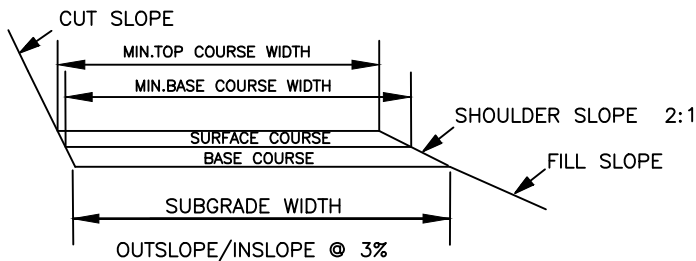 CUT SLOPE
MIN.TOP COURSE WIDTH
MIN.BASE COURSE WIDTH
SHOULDER SLOPE 2:1
SURFACE COURSE
BASE COURSE
FILL SLOPE
SUBGRADE WIDTH
OUTSLOPE/INSLOPE @ 3%